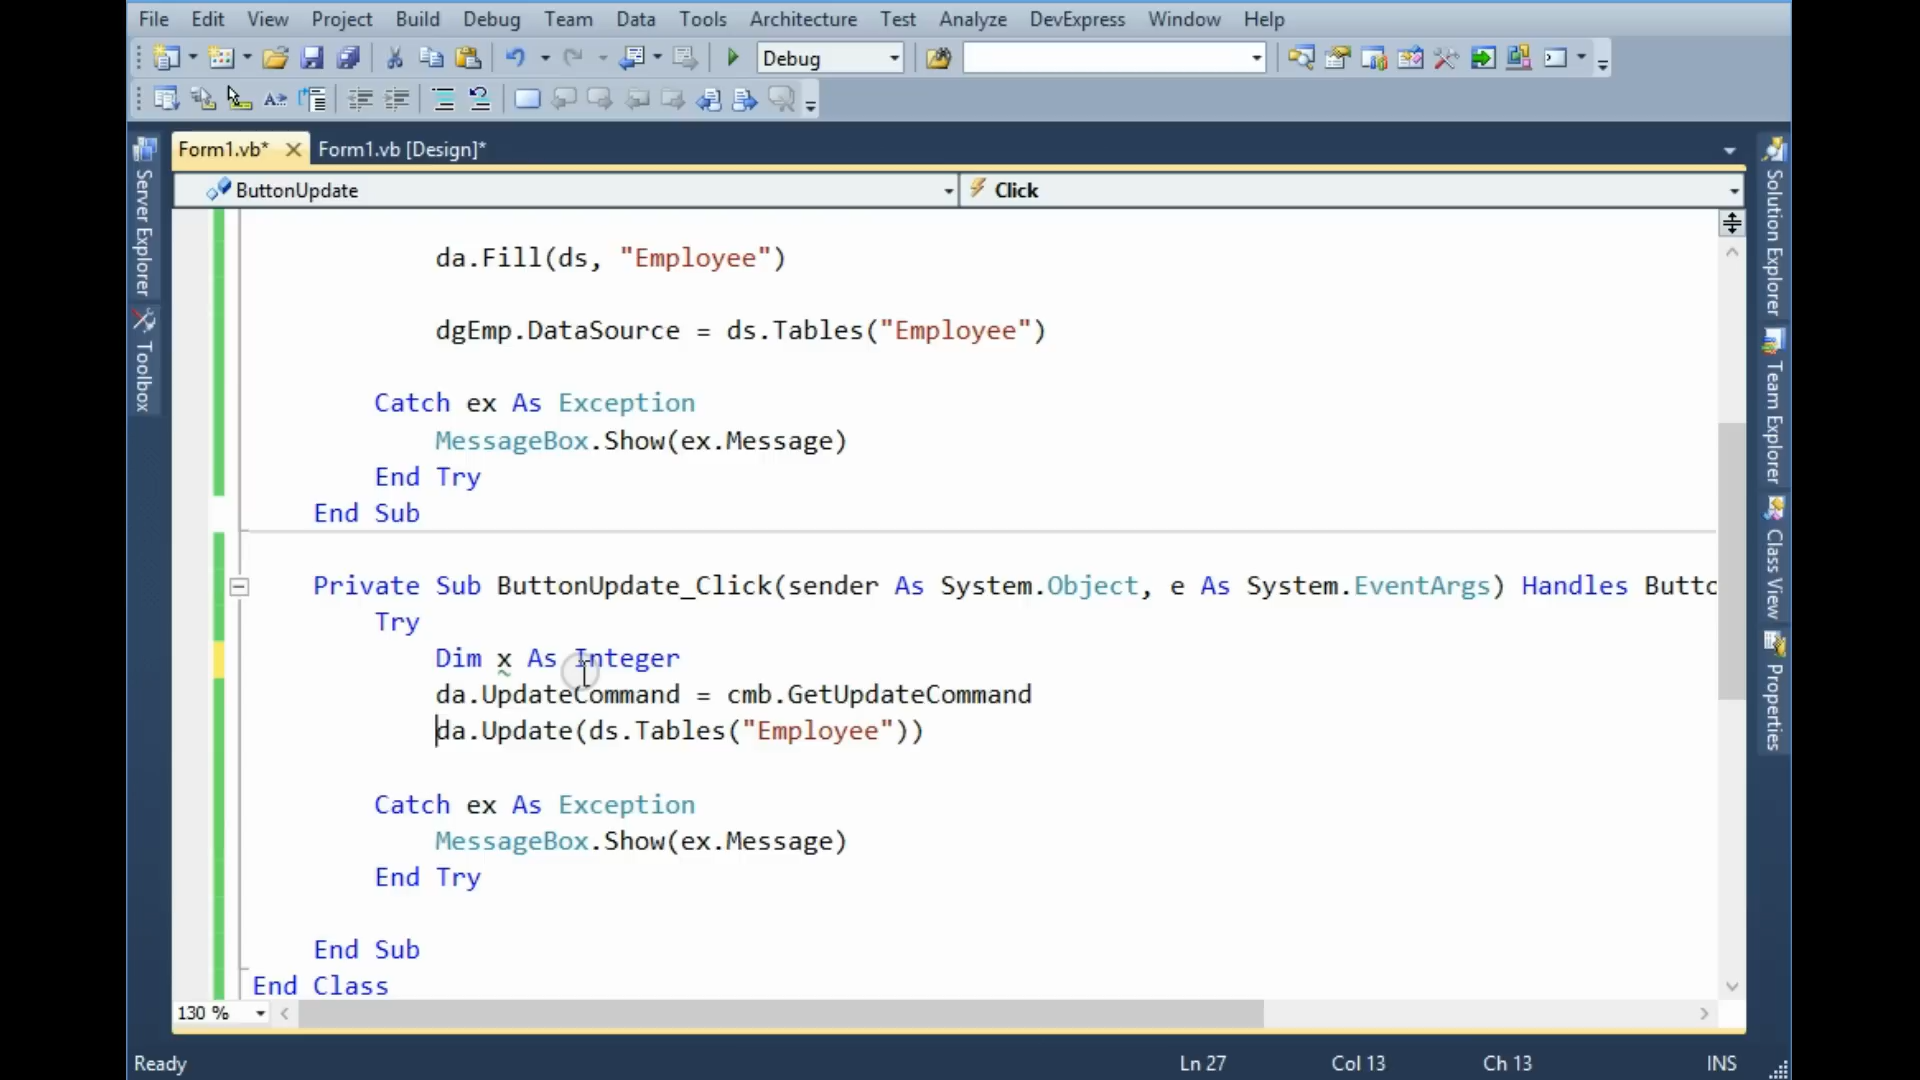 File Edit View Project Build Debug Team Data Tools Architecture Test Analyze DevExpress Window Help
Debug
Form1.vb* Form1.vb [Design]*
ButtonUpdate Click
Server Explorer
Toolbox
Solution Explorer
Team Explorer
Class View
Properties
da.Fill(ds, "Employee")
dgEmp.DataSource = ds.Tables("Employee")
Catch ex As Exception
MessageBox.Show(ex.Message)
End Try
End Sub
Private Sub ButtonUpdate_Click(sender As System.Object, e As System.EventArgs) Handles Butto
Try
Dim x As Integer
da.UpdateCommand = cmb.GetUpdateCommand
da.Update(ds.Tables("Employee"))
Catch ex As Exception
MessageBox.Show(ex.Message)
End Try
End Sub
End Class
130 %
Ready Ln 27 Col 13 Ch 13 INS